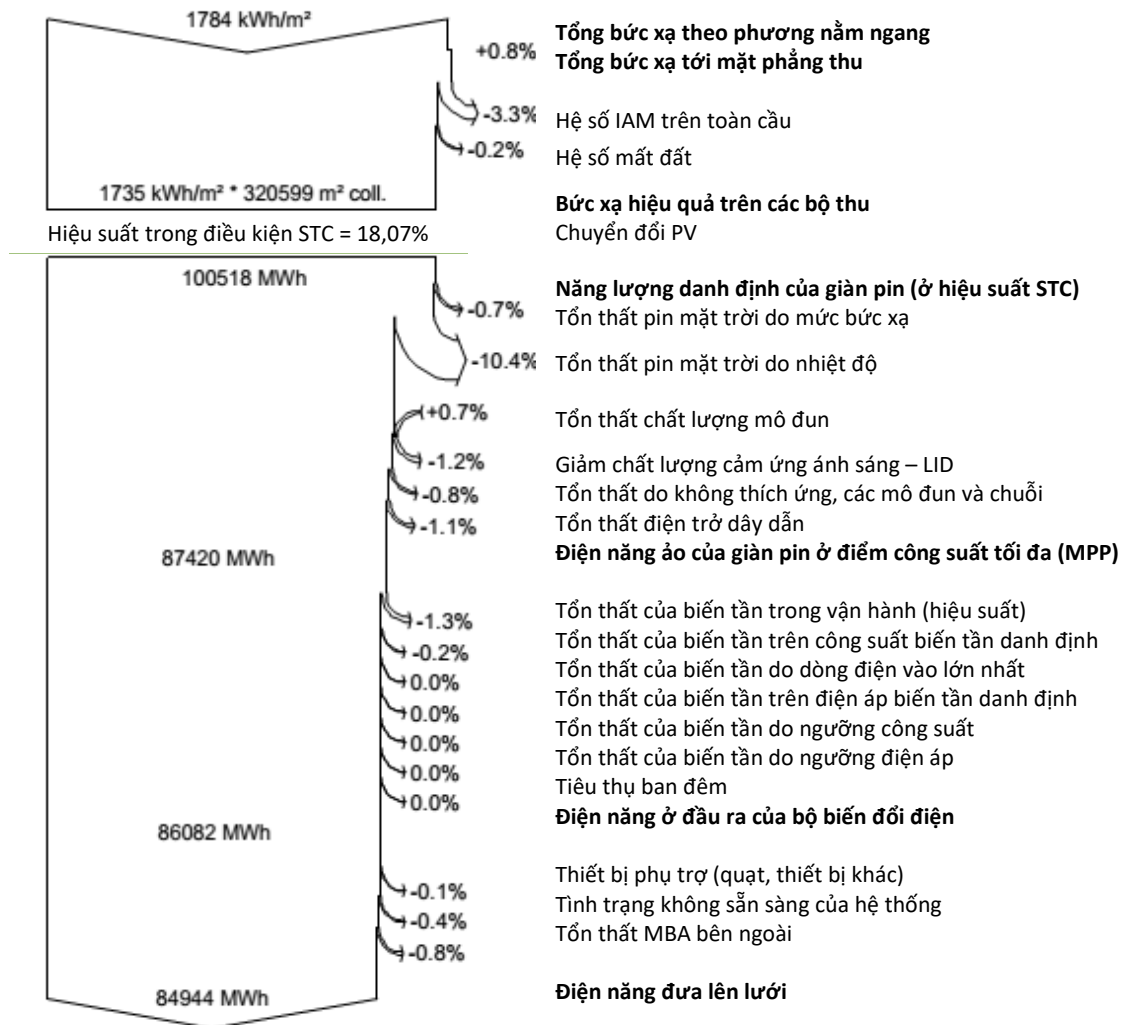 1784 kWh/m²
Tổng bức xạ theo phương nằm ngang
+0.8%
Tổng bức xạ tới mặt phẳng thu
-3.3%
Hệ số IAM trên toàn cầu
-0.2%
Hệ số mất đất
1735 kWh/m² * 320599 m² coll.
Bức xạ hiệu quả trên các bộ thu
Hiệu suất trong điều kiện STC = 18,07%
Chuyển đổi PV
100518 MWh
Năng lượng danh định của giàn pin (ở hiệu suất STC)
-0.7%
Tổn thất pin mặt trời do mức bức xạ
-10.4%
Tổn thất pin mặt trời do nhiệt độ
+0.7%
Tổn thất chất lượng mô đun
-1.2%
Giảm chất lượng cảm ứng ánh sáng – LID
-0.8%
Tổn thất do không thích ứng, các mô đun và chuỗi
-1.1%
Tổn thất điện trở dây dẫn
87420 MWh
Điện năng ảo của giàn pin ở điểm công suất tối đa (MPP)
-1.3%
Tổn thất của biến tần trong vận hành (hiệu suất)
-0.2%
Tổn thất của biến tần trên công suất biến tần danh định
0.0%
Tổn thất của biến tần do dòng điện vào lớn nhất
0.0%
Tổn thất của biến tần trên điện áp biến tần danh định
0.0%
Tổn thất của biến tần do ngưỡng công suất
0.0%
Tổn thất của biến tần do ngưỡng điện áp
0.0%
Tiêu thụ ban đêm
86082 MWh
Điện năng ở đầu ra của bộ biến đổi điện
-0.1%
Thiết bị phụ trợ (quạt, thiết bị khác)
-0.4%
Tình trạng không sẵn sàng của hệ thống
-0.8%
Tổn thất MBA bên ngoài
84944 MWh
Điện năng đưa lên lưới